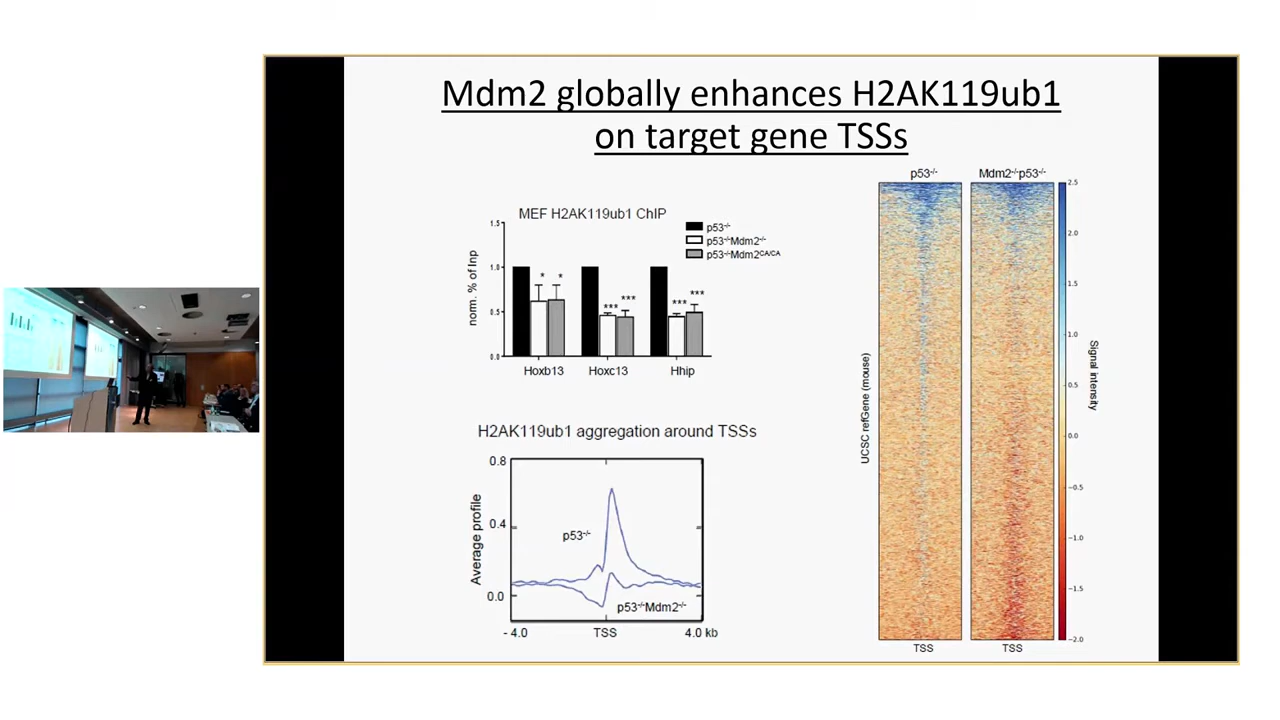 Mdm2 globally enhances H2AK119ub1
on target gene TSSs
MEF H2AK119ub1 ChIP
norm. % of Inp
1.5
1.0
0.5
0.0
p53-/-
p53-/-Mdm2-/-
p53-/-Mdm2CA/CA
* *
*** ***
*** ***
Hoxb13 Hoxc13 Hhip
H2AK119ub1 aggregation around TSSs
Average profile
0.8
0.4
0.0
p53-/-
p53-/-Mdm2-/-
- 4.0 TSS 4.0 kb
p53-/- Mdm2-/-p53-/-
UCSC refGene (mouse)
TSS TSS
2.5
2.0
1.5
1.0
0.5
0.0
−0.5
−1.0
−1.5
−2.0
Signal intensity